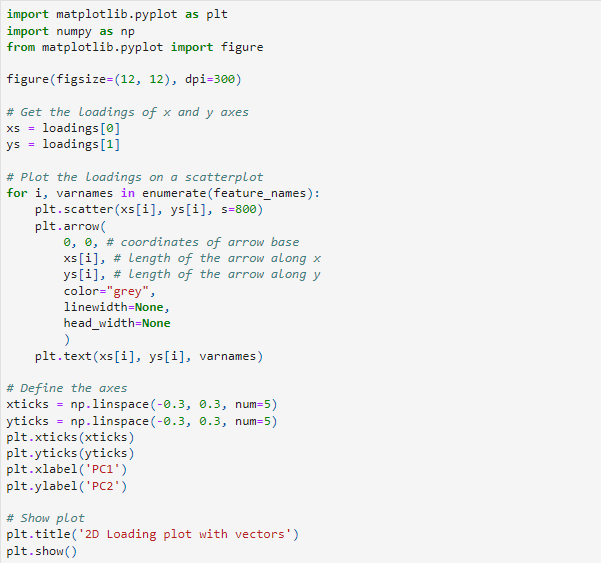 import matplotlib.pyplot as plt
import numpy as np
from matplotlib.pyplot import figure

figure(figsize=(12, 12), dpi=300)

# Get the loadings of x and y axes
xs = loadings[0]
ys = loadings[1]

# Plot the loadings on a scatterplot
for i, varnames in enumerate(feature_names):
    plt.scatter(xs[i], ys[i], s=800)
    plt.arrow(
        0, 0, # coordinates of arrow base
        xs[i], # length of the arrow along x
        ys[i], # length of the arrow along y
        color="grey",
        linewidth=None,
        head_width=None
        )
    plt.text(xs[i], ys[i], varnames)

# Define the axes
xticks = np.linspace(-0.3, 0.3, num=5)
yticks = np.linspace(-0.3, 0.3, num=5)
plt.xticks(xticks)
plt.yticks(yticks)
plt.xlabel('PC1')
plt.ylabel('PC2')

# Show plot
plt.title('2D Loading plot with vectors')
plt.show()